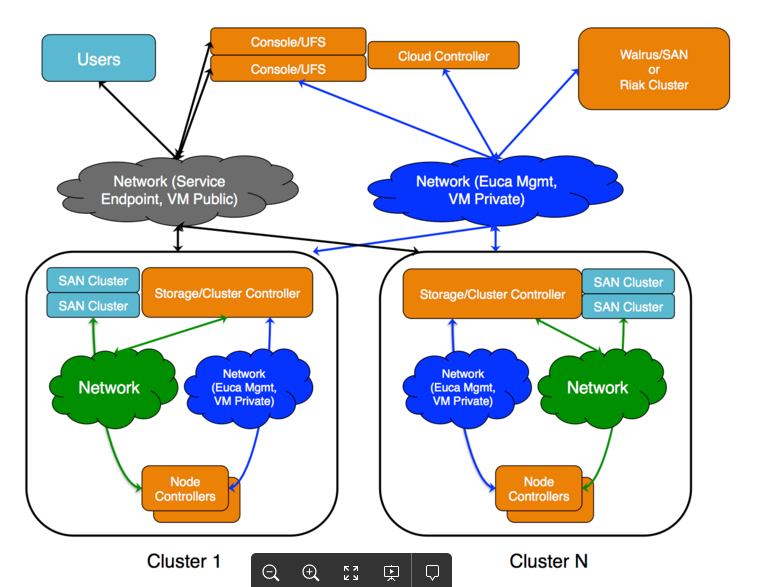 Users
Console/UFS
Console/UFS
Cloud Controller
Walrus/SAN
or
Riak Cluster
Network (Service
Endpoint, VM Public)
Network (Euca Mgmt,
VM Private)
SAN Cluster
SAN Cluster
Storage/Cluster Controller
Network
Network
(Euca Mgmt,
VM Private)
Node
Controllers
Cluster 1
Storage/Cluster Controller
SAN Cluster
SAN Cluster
Network
(Euca Mgmt,
VM Private)
Network
Node
Controllers
Cluster N